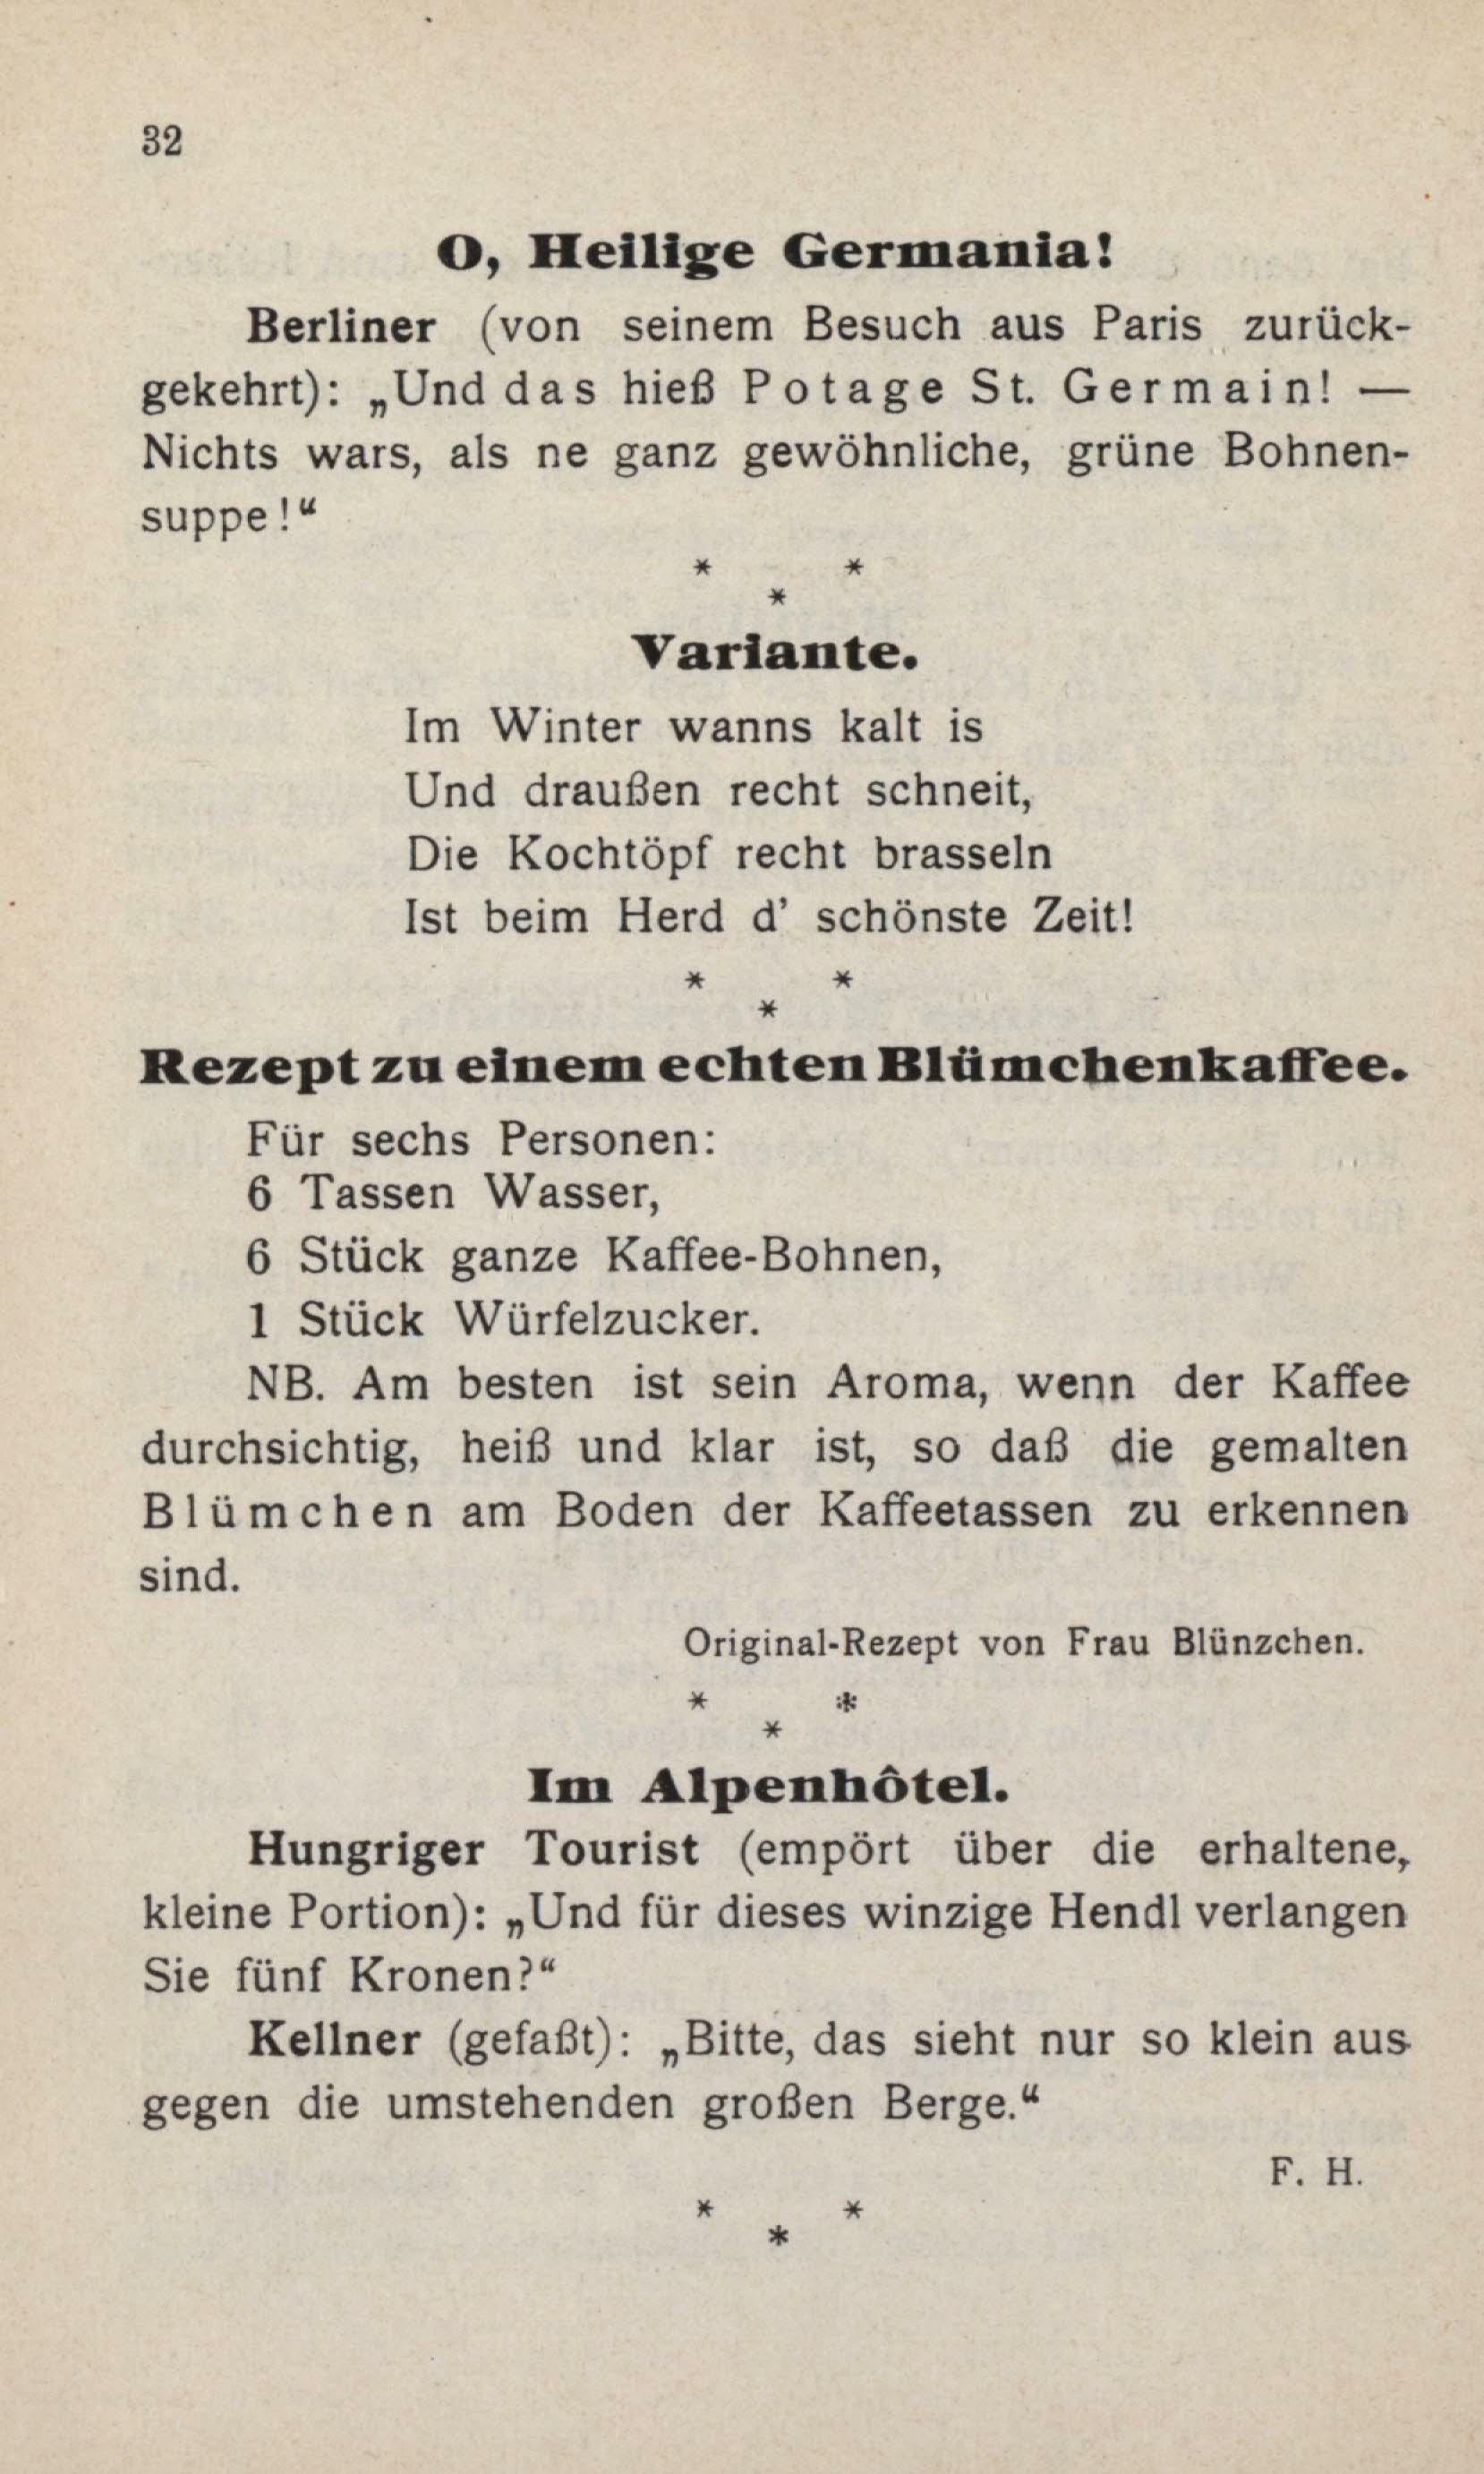 32
O, Heilige Germania!
Berliner (von seinem Besuch aus Paris zurück-
gekehrt): „Und das hieß Potage St. Germain! —
Nichts wars, als ne ganz gewöhnliche, grüne Bohnen-
suppe!“
* *
*
Variante.
Im Winter wanns kalt is
Und draußen recht schneit,
Die Kochtöpf recht brasseln
Ist beim Herd d' schönste Zeit!
* *
*
Rezept zu einem echten Blümchenkaffee.
Für sechs Personen:
6 Tassen Wasser,
6 Stück ganze Kaffee-Bohnen,
1 Stück Würfelzucker.
NB. Am besten ist sein Aroma, wenn der Kaffee
durchsichtig, heiß und klar ist, so daß die gemalten
Blümchen am Boden der Kaffeetassen zu erkennen
sind.
Original-Rezept von Frau Blünzchen.
* *
*
Im Alpenhôtel.
Hungriger Tourist (empört über die erhaltene,
kleine Portion): „Und für dieses winzige Hendl verlangen
Sie fünf Kronen?“
Kellner (gefaßt): „Bitte, das sieht nur so klein aus
gegen die umstehenden großen Berge.“
F. H.
* *
*